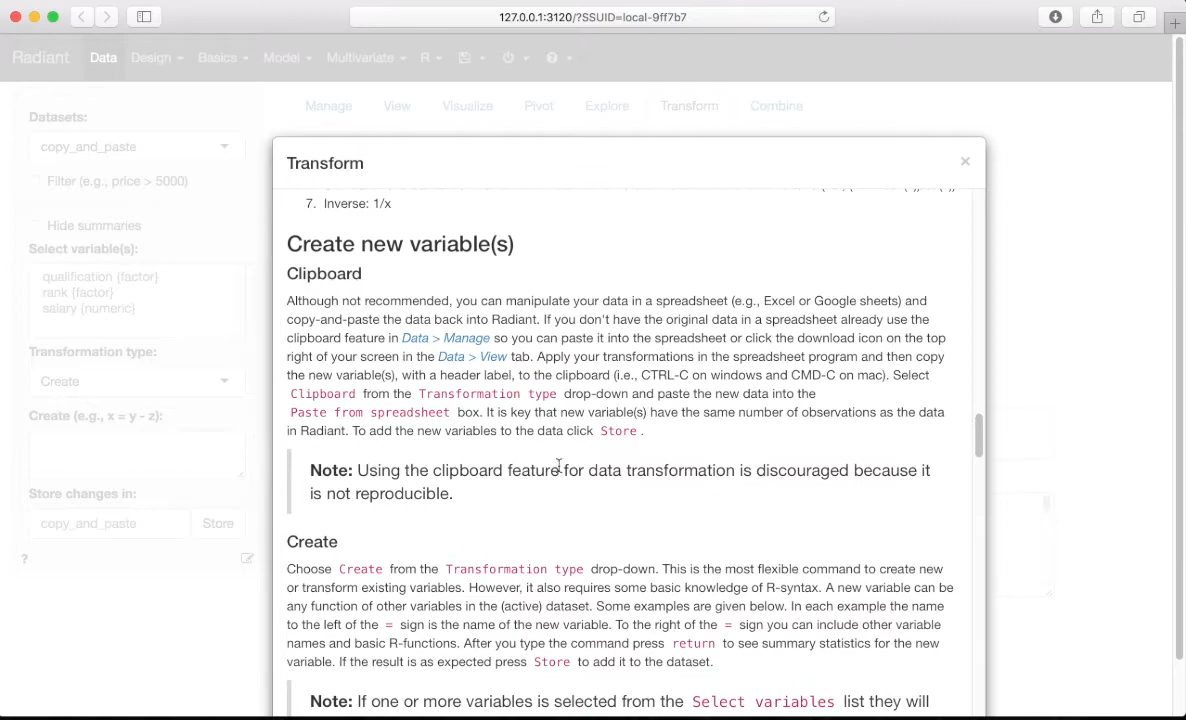 127.0.0.1:3120/?SSUID=local-9ff7b7
Radiant Data Design Basics Model Multivariate R
Manage View Visualize Pivot Explore Transform Combine
Datasets:
copy_and_paste
Filter (e.g., price > 5000)
Hide summaries
Select variable(s):
qualification {factor}
rank {factor}
salary {numeric}
Transformation type:
Create
Create (e.g., x = y - z):
Store changes in:
copy_and_paste Store
?
Transform ×
7. Inverse: 1/x
Create new variable(s)
Clipboard
Although not recommended, you can manipulate your data in a spreadsheet (e.g., Excel or Google sheets) and
copy-and-paste the data back into Radiant. If you don't have the original data in a spreadsheet already use the
clipboard feature in Data > Manage so you can paste it into the spreadsheet or click the download icon on the top
right of your screen in the Data > View tab. Apply your transformations in the spreadsheet program and then copy
the new variable(s), with a header label, to the clipboard (i.e., CTRL-C on windows and CMD-C on mac). Select
Clipboard from the Transformation type drop-down and paste the new data into the
Paste from spreadsheet box. It is key that new variable(s) have the same number of observations as the data
in Radiant. To add the new variables to the data click Store .
Note: Using the clipboard feature for data transformation is discouraged because it
is not reproducible.
Create
Choose Create from the Transformation type drop-down. This is the most flexible command to create new
or transform existing variables. However, it also requires some basic knowledge of R-syntax. A new variable can be
any function of other variables in the (active) dataset. Some examples are given below. In each example the name
to the left of the = sign is the name of the new variable. To the right of the = sign you can include other variable
names and basic R-functions. After you type the command press return to see summary statistics for the new
variable. If the result is as expected press Store to add it to the dataset.
Note: If one or more variables is selected from the Select variables list they will